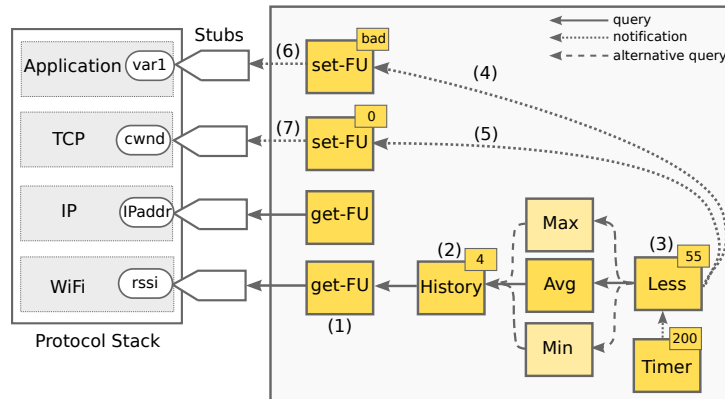 query
notification
alternative query
Stubs
(6)
bad
set-FU
Application
var1
(4)
(7)
0
set-FU
TCP
cwnd
(5)
IP
IPaddr
get-FU
Max
(2)
(3)
WiFi
rssi
get-FU
4
History
Avg
55
Less
(1)
Protocol Stack
Min
200
Timer